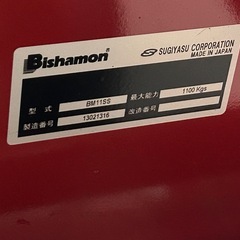 Bishamon
SUGIYASU CORPORATION
MADE IN JAPAN
型式 BM11SS 最大能力 1100 Kgs
製造番号 13021316 改造番号